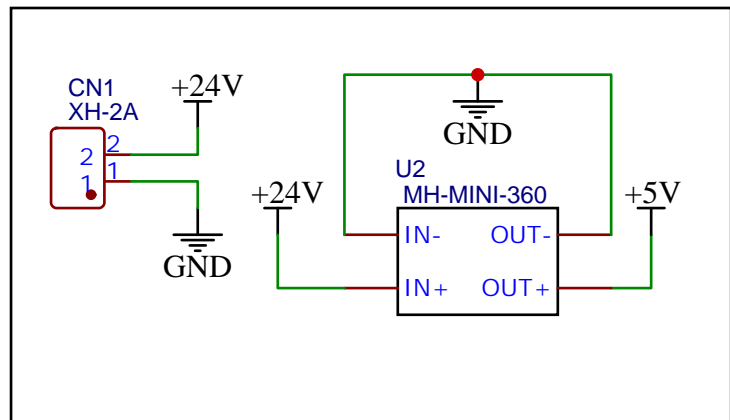 CN1
XH-2A
+24V
2
2
1
1
GND
GND
U2
MH-MINI-360
+24V
+5V
IN-
OUT-
IN+
OUT+